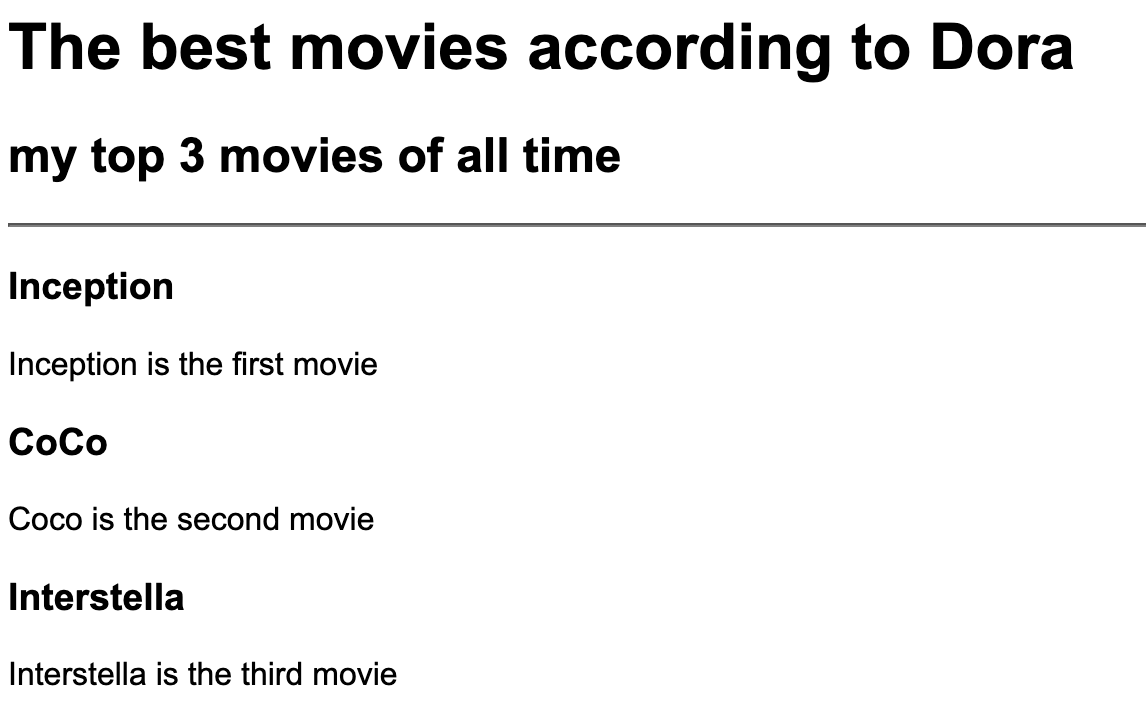 The best movies according to Dora
my top 3 movies of all time
Inception
Inception is the first movie
CoCo
Coco is the second movie
Interstella
Interstella is the third movie